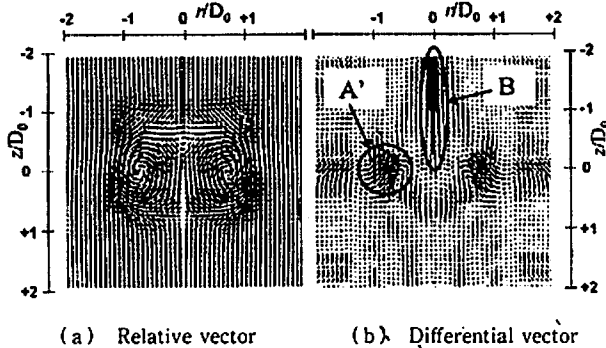 r/D₀ r/D₀
-2 -1 0 +1 -1 0 +1 +2
-2 -1 0 +1 +2
z/D₀
A' B
-2 -1 0 +1 +2
z/D₀
(a) Relative vector (b) Differential vector